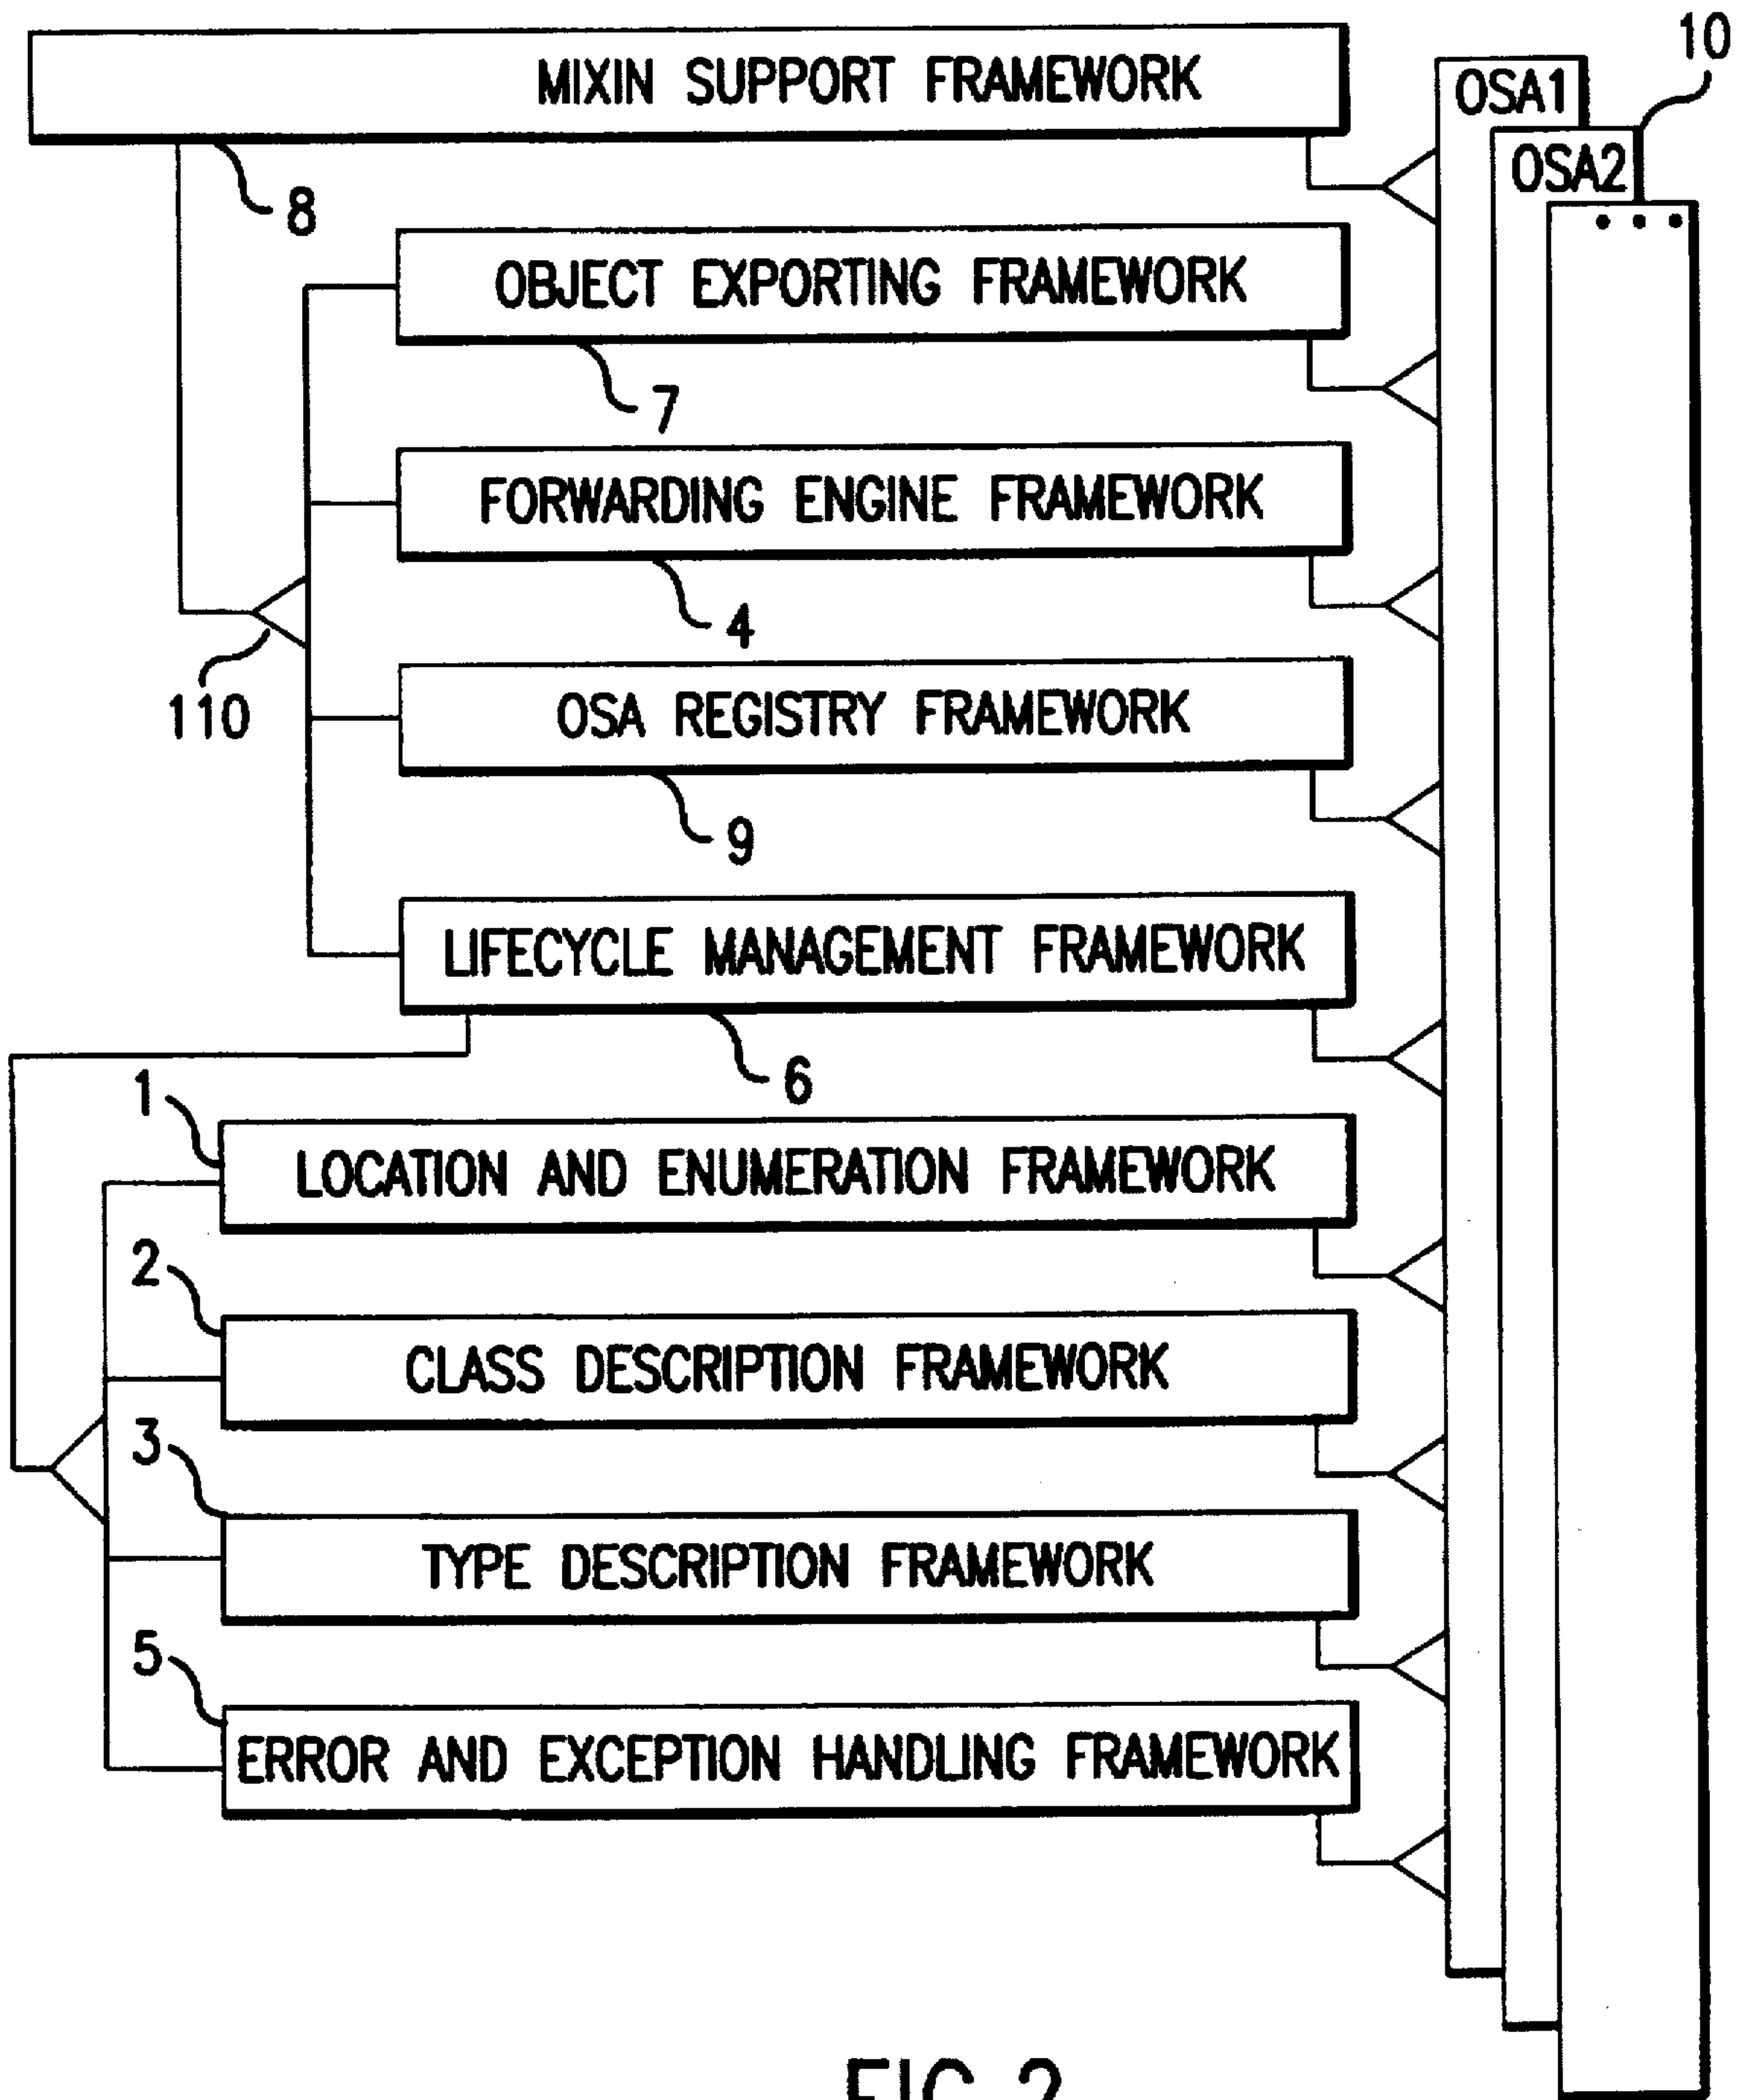 10
MIXIN SUPPORT FRAMEWORK
OSA1
OSA2
...
8
OBJECT EXPORTING FRAMEWORK
7
FORWARDING ENGINE FRAMEWORK
4
110
OSA REGISTRY FRAMEWORK
9
LIFECYCLE MANAGEMENT FRAMEWORK
6
1
LOCATION AND ENUMERATION FRAMEWORK
2
CLASS DESCRIPTION FRAMEWORK
3
TYPE DESCRIPTION FRAMEWORK
5
ERROR AND EXCEPTION HANDLING FRAMEWORK
FIG. 2